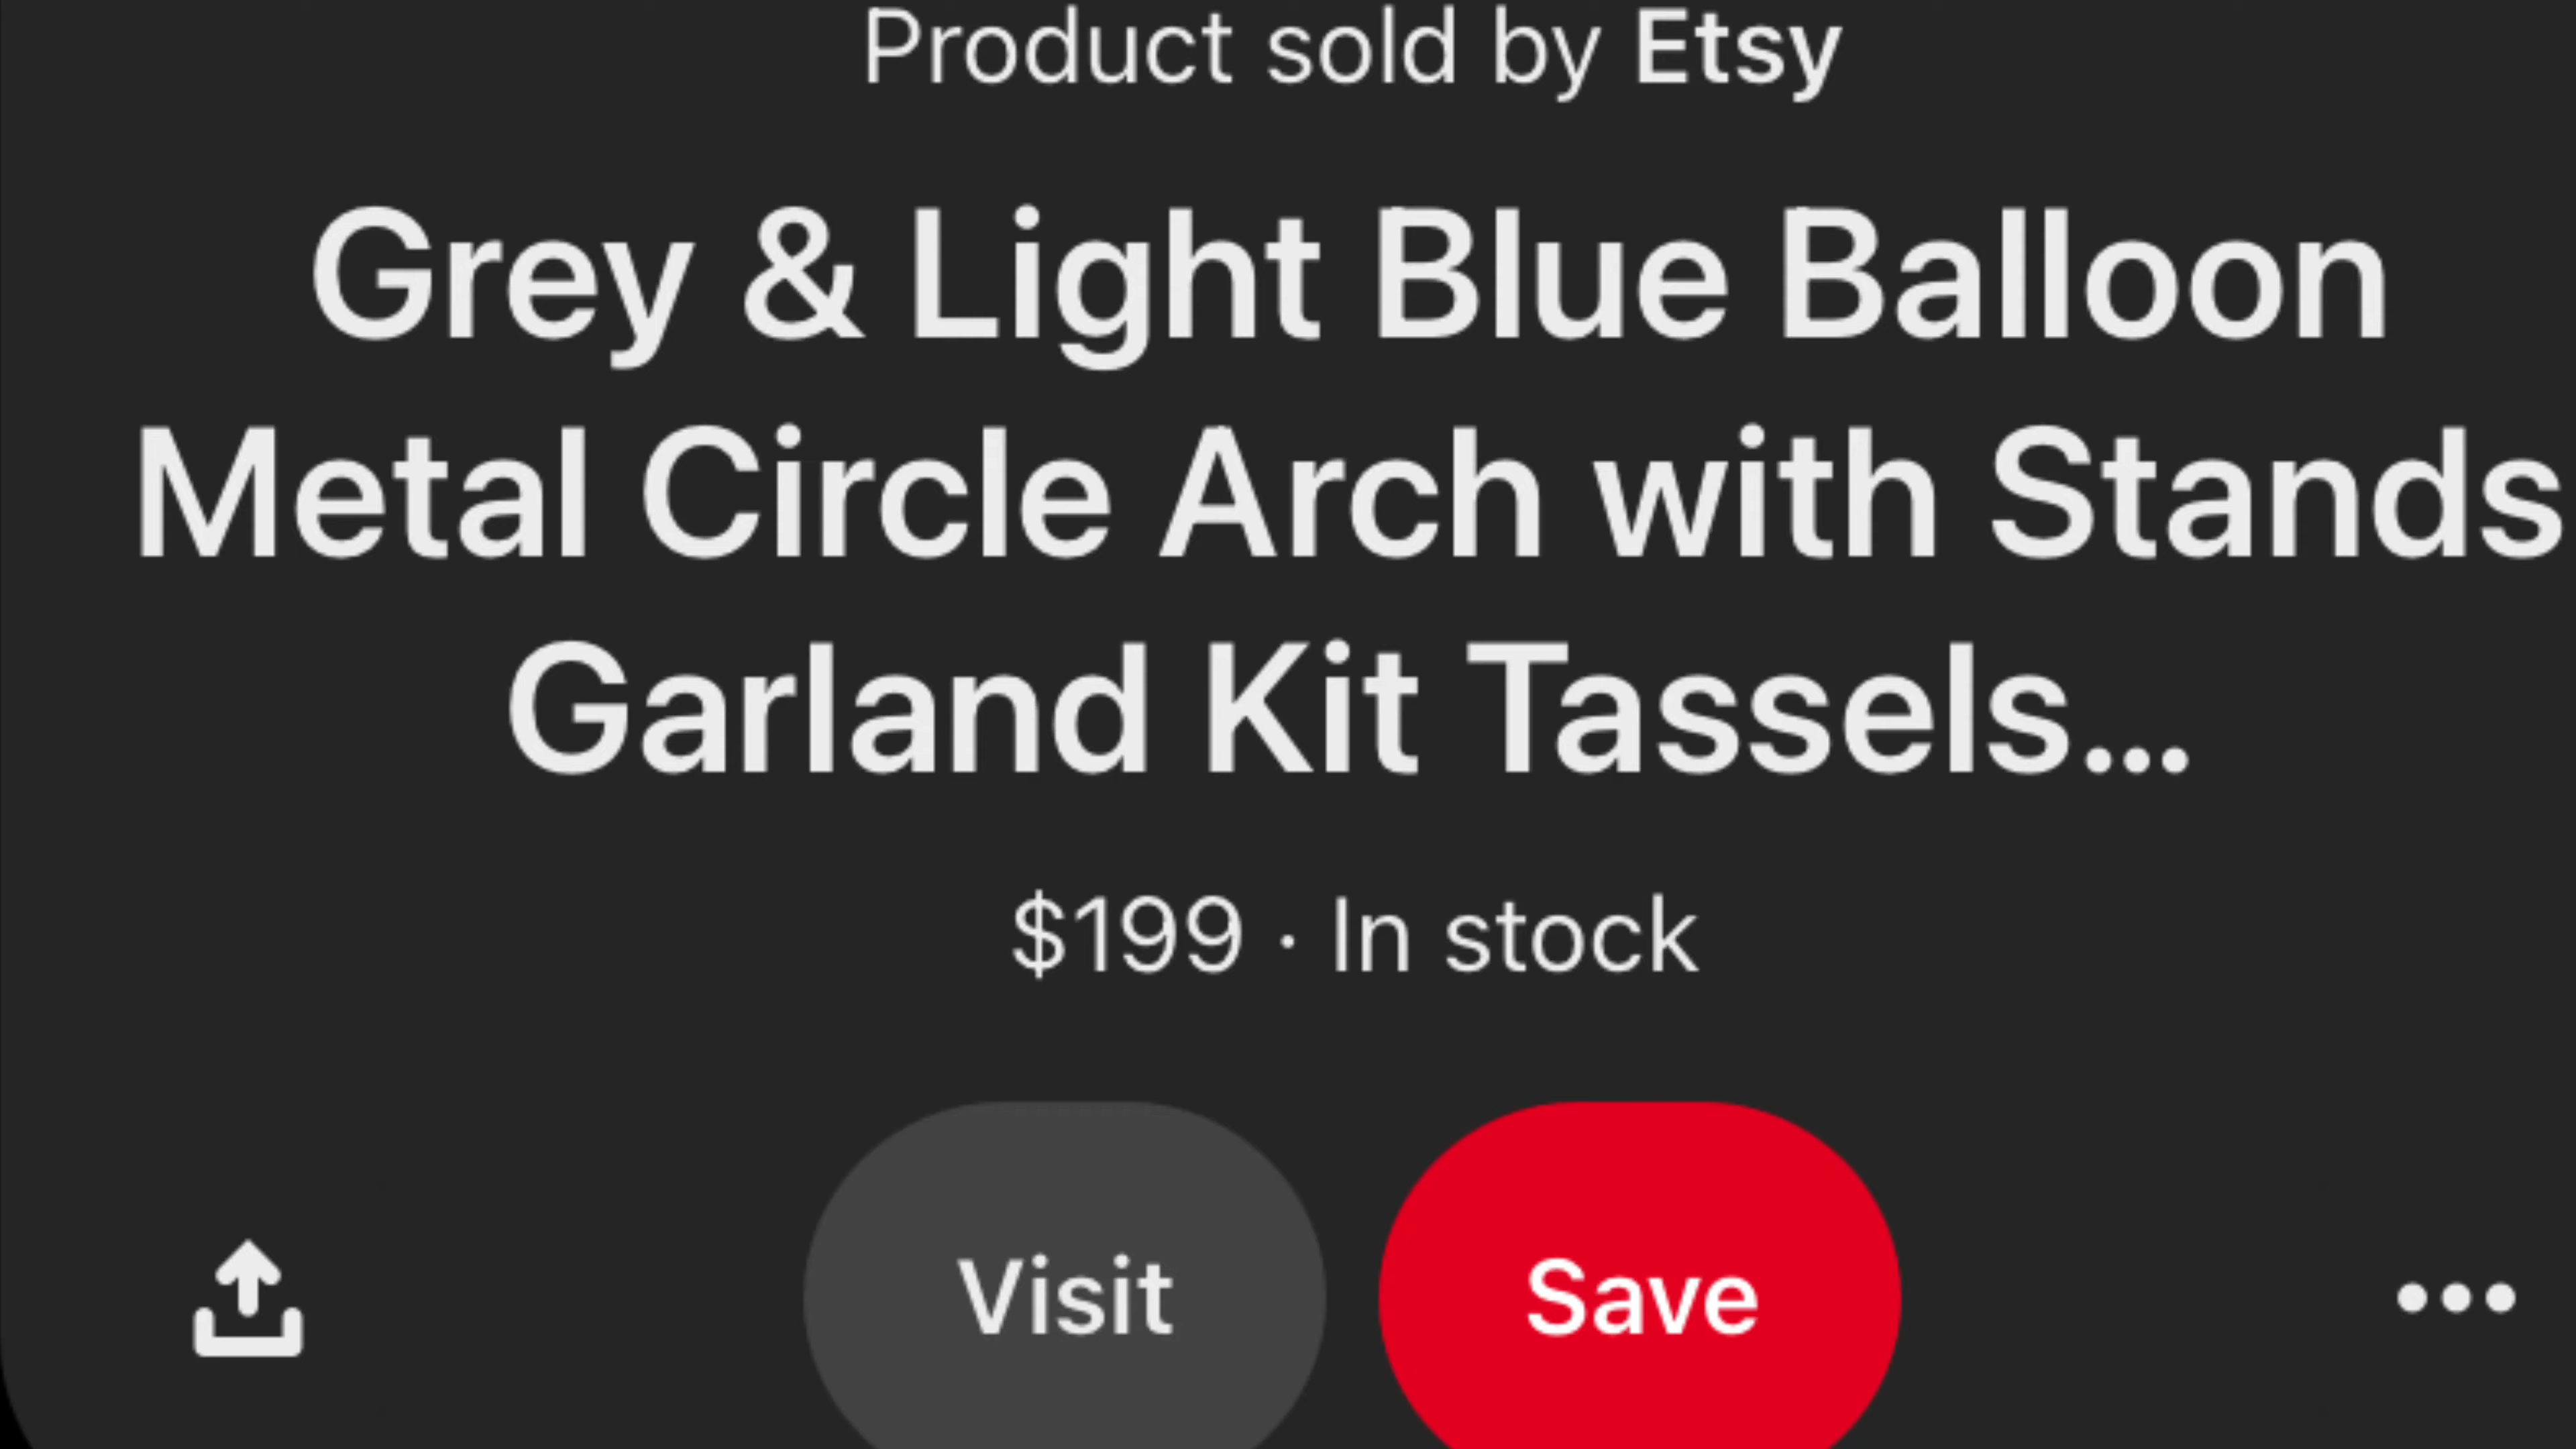 Product sold by Etsy
Grey & Light Blue Balloon
Metal Circle Arch with Stands
Garland Kit Tassels...
$199 · In stock
Visit
Save